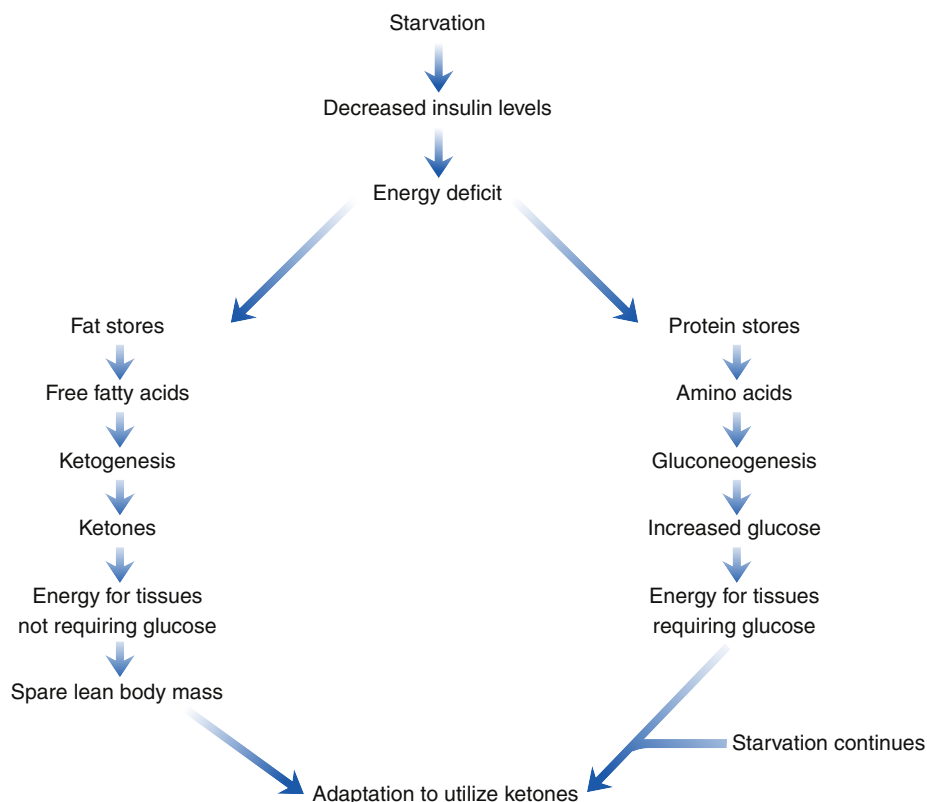 Starvation
Decreased insulin levels
Energy deficit
Fat stores
Free fatty acids
Ketogenesis
Ketones
Energy for tissues
not requiring glucose
Spare lean body mass
Protein stores
Amino acids
Gluconeogenesis
Increased glucose
Energy for tissues
requiring glucose
Starvation continues
Adaptation to utilize ketones